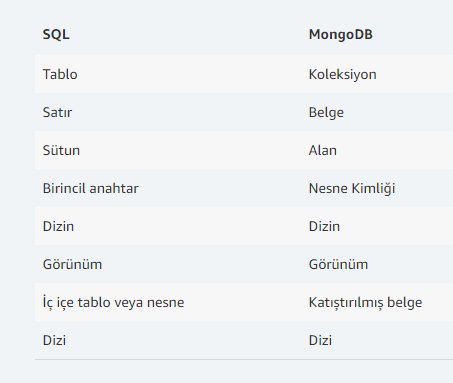 SQL MongoDB
Tablo Koleksiyon
Satır Belge
Sütun Alan
Birincil anahtar Nesne Kimliği
Dizin Dizin
Görünüm Görünüm
İç içe tablo veya nesne Katıştırılmış belge
Dizi Dizi